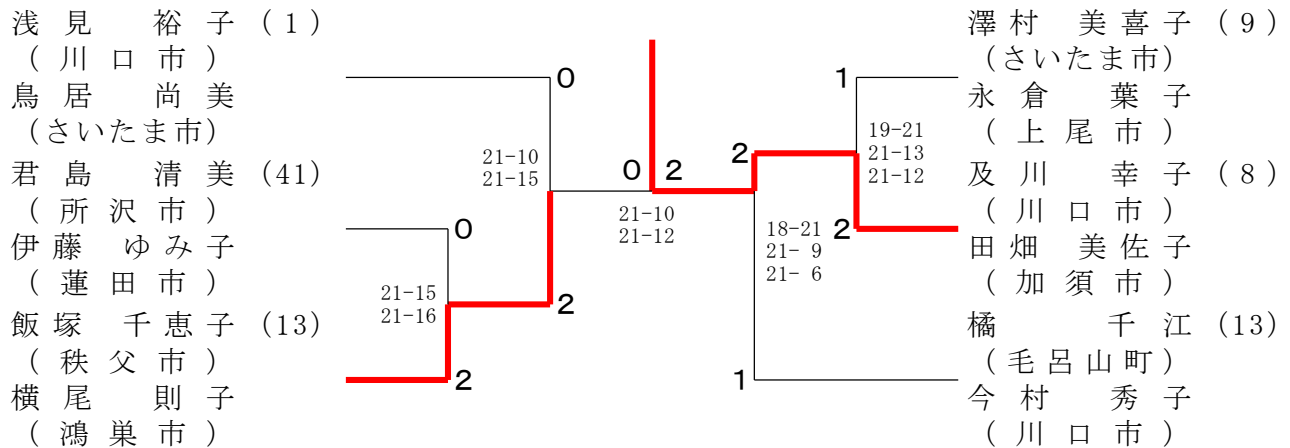 浅見 裕子 (1)
(川口市)
鳥居 尚美
(さいたま市)
君島 清美 (41)
(所沢市)
伊藤 ゆみ子
(蓮田市)
飯塚 千恵子 (13)
(秩父市)
横尾 則子
(鴻巣市)
0
21-10
21-15
0
21-15
21-16
2
2
0 2
21-10
21-12
2
18-21
21- 9
21- 6
1
1
19-21
21-13
21-12
2
澤村 美喜子 (9)
(さいたま市)
永倉 葉子
(上尾市)
及川 幸子 (8)
(川口市)
田畑 美佐子
(加須市)
橘 千江 (13)
(毛呂山町)
今村 秀子
(川口市)